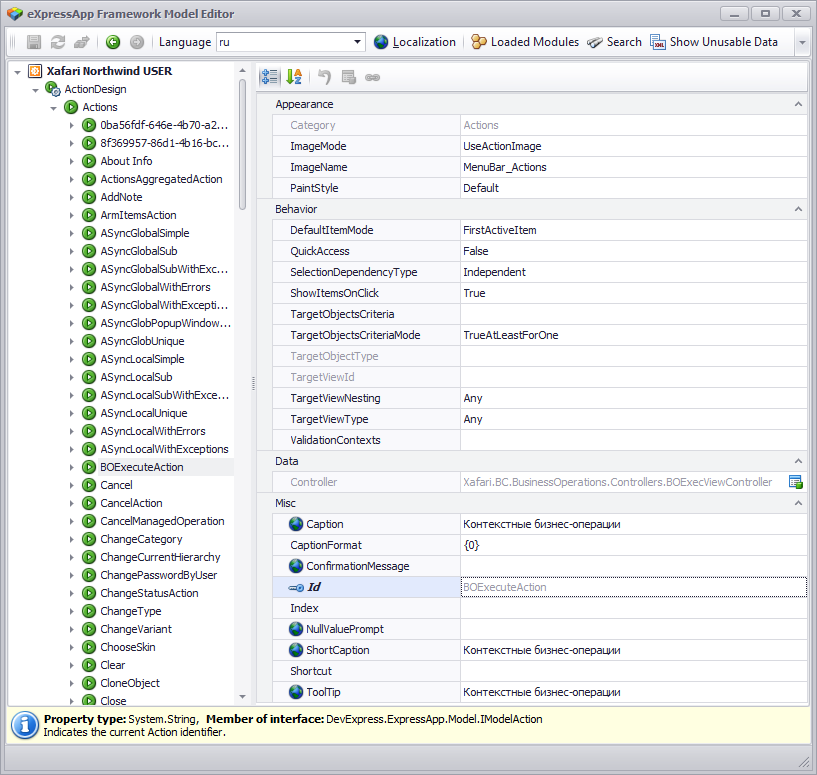 eXpressApp Framework Model Editor
Language ru Localization Loaded Modules Search Show Unusable Data
Xafari Northwind USER
ActionDesign
Actions
0ba56fdf-646e-4b70-a2...
8f369957-86d1-4b16-bc...
About Info
ActionsAggregatedAction
AddNote
ArmItemsAction
ASyncGlobalSimple
ASyncGlobalSub
ASyncGlobalSubWithExc...
ASyncGlobalWithErrors
ASyncGlobalWithExcepti...
ASyncGlobPopupWindow...
ASyncGlobUnique
ASyncLocalSimple
ASyncLocalSub
ASyncLocalSubWithExce...
ASyncLocalUnique
ASyncLocalWithErrors
ASyncLocalWithExceptions
BOExecuteAction
Cancel
CancelAction
CancelManagedOperation
ChangeCategory
ChangeCurrentHierarchy
ChangePasswordByUser
ChangeStatusAction
ChangeType
ChangeVariant
ChooseSkin
Clear
CloneObject
Close
Appearance
Category Actions
ImageMode UseActionImage
ImageName MenuBar_Actions
PaintStyle Default
Behavior
DefaultItemMode FirstActiveItem
QuickAccess False
SelectionDependencyType Independent
ShowItemsOnClick True
TargetObjectsCriteria
TargetObjectsCriteriaMode TrueAtLeastForOne
TargetObjectType
TargetViewId
TargetViewNesting Any
TargetViewType Any
ValidationContexts
Data
Controller Xafari.BC.BusinessOperations.Controllers.BOExecViewController
Misc
Caption Контекстные бизнес-операции
CaptionFormat {0}
ConfirmationMessage
Id BOExecuteAction
Index
NullValuePrompt
ShortCaption Контекстные бизнес-операции
Shortcut
ToolTip Контекстные бизнес-операции
Property type: System.String, Member of interface: DevExpress.ExpressApp.Model.IModelAction
Indicates the current Action identifier.